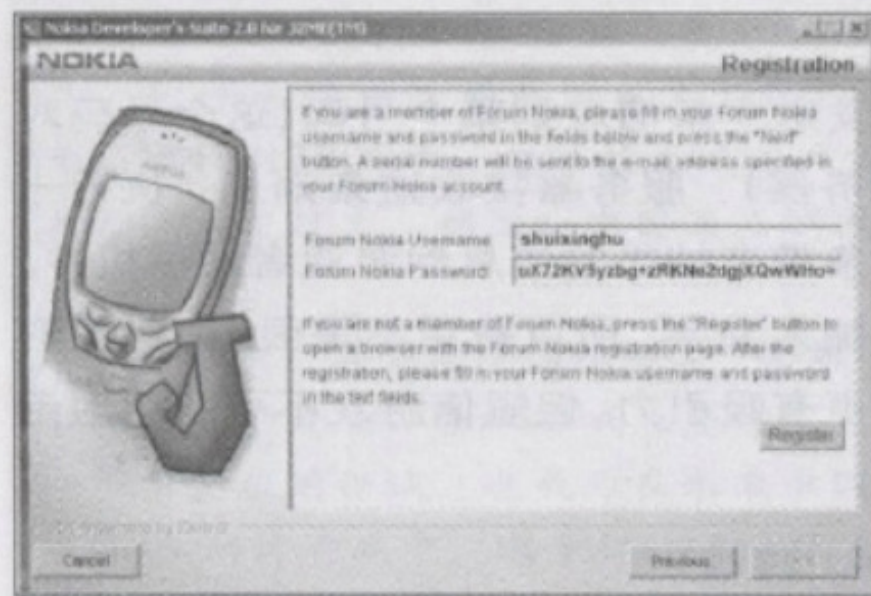 Nokia Developer's Suite 2.0 for J2ME(TM)
NOKIA
Registration
If you are a member of Forum Nokia, please fill in your Forum Nokia
username and password in the fields below and press the "Next"
button. A serial number will be sent to the e-mail address specified in
your Forum Nokia account.
Forum Nokia Username
shuixinghu
Forum Nokia Password
uX72KV5yzbg+zRKNe2dgjXQwWHo=
If you are not a member of Forum Nokia, press the "Register" button to
open a browser with the Forum Nokia registration page. After the
registration, please fill in your Forum Nokia username and password
in the text fields.
Register
Cancel
Previous